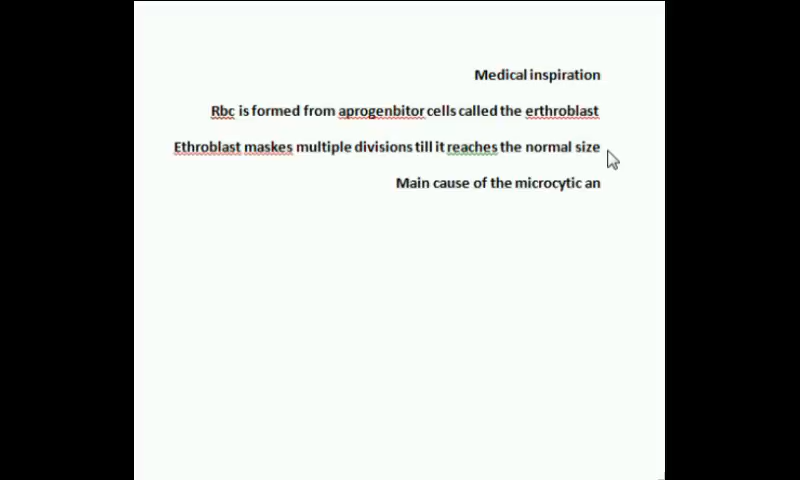 Medical inspiration
Rbc is formed from aprogenbitor cells called the erthroblast
Ethroblast maskes multiple divisions till it reaches the normal size
Main cause of the microcytic an